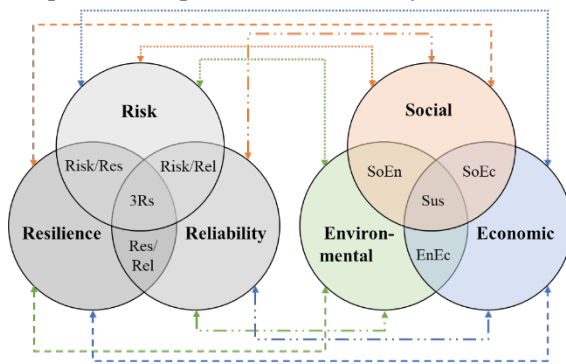 Risk
Social
Risk/Res
Risk/Rel
SoEn
SoEc
3Rs
Sus
Resilience
Reliability
Environ-
mental
Economic
Res/
Rel
EnEc